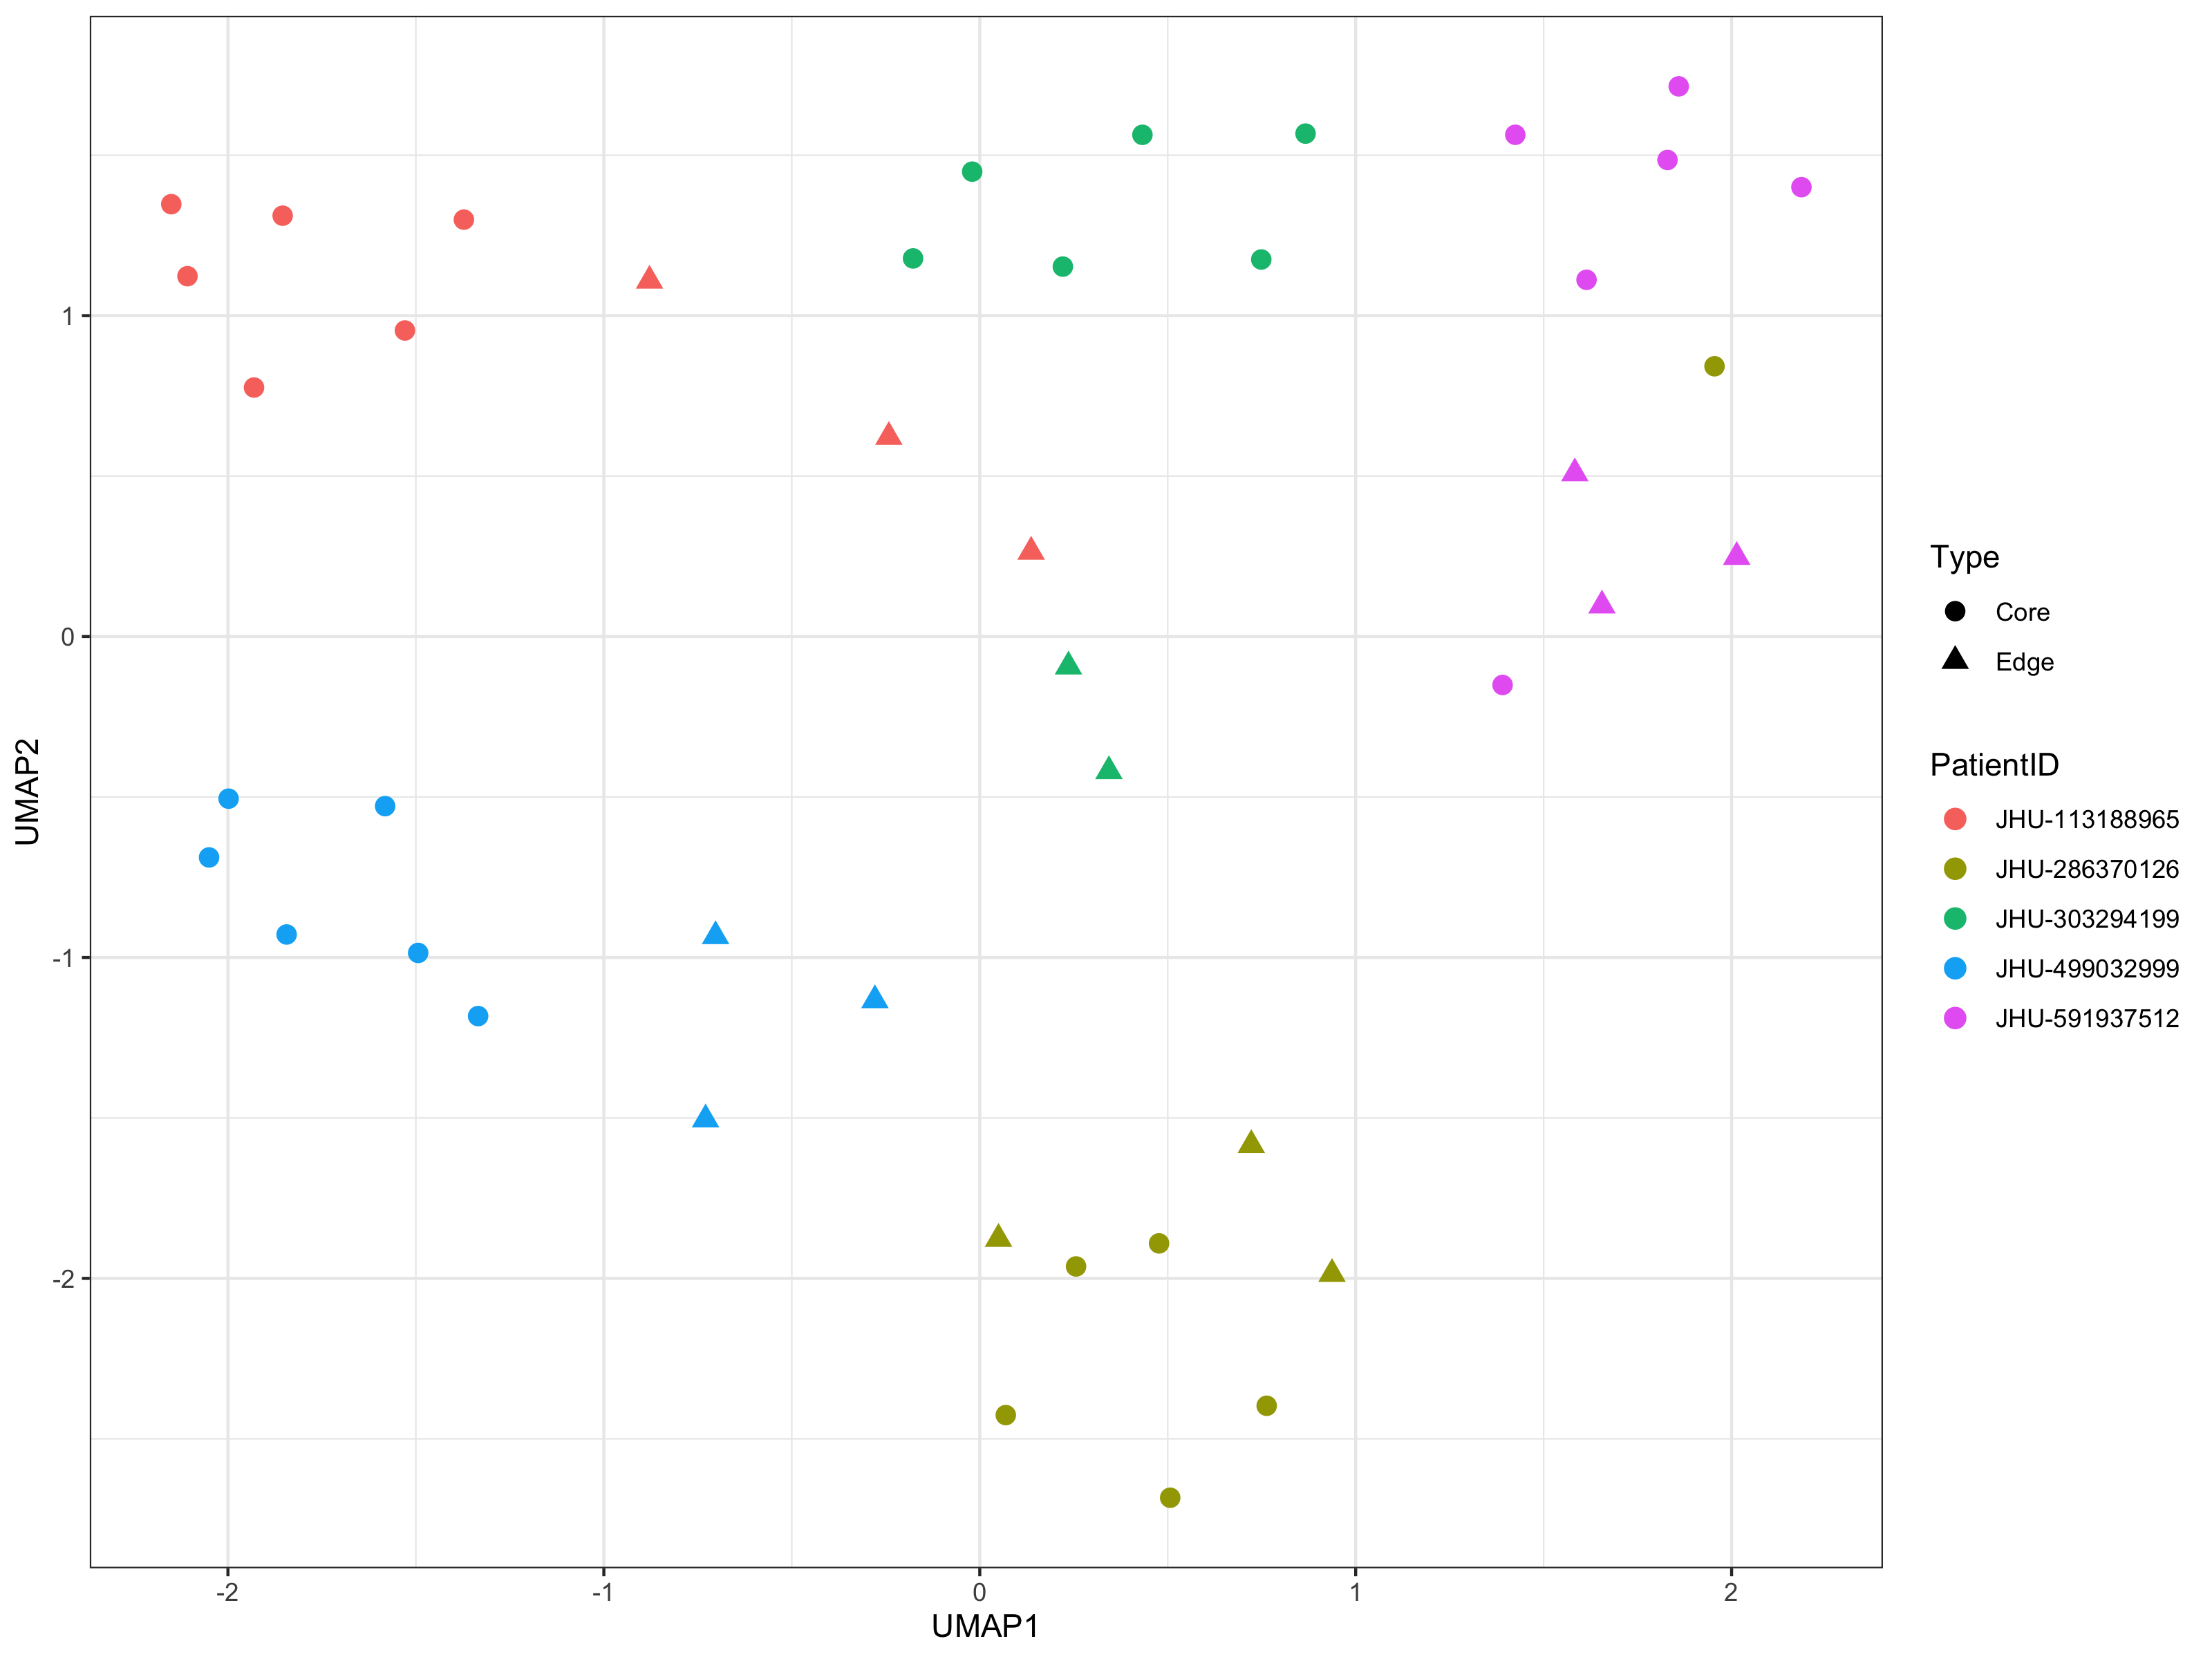 1
0
-1
-2
-2
-1
0
1
2
UMAP1
UMAP2
Type
Core
Edge
PatientID
JHU-113188965
JHU-286370126
JHU-303294199
JHU-499032999
JHU-591937512